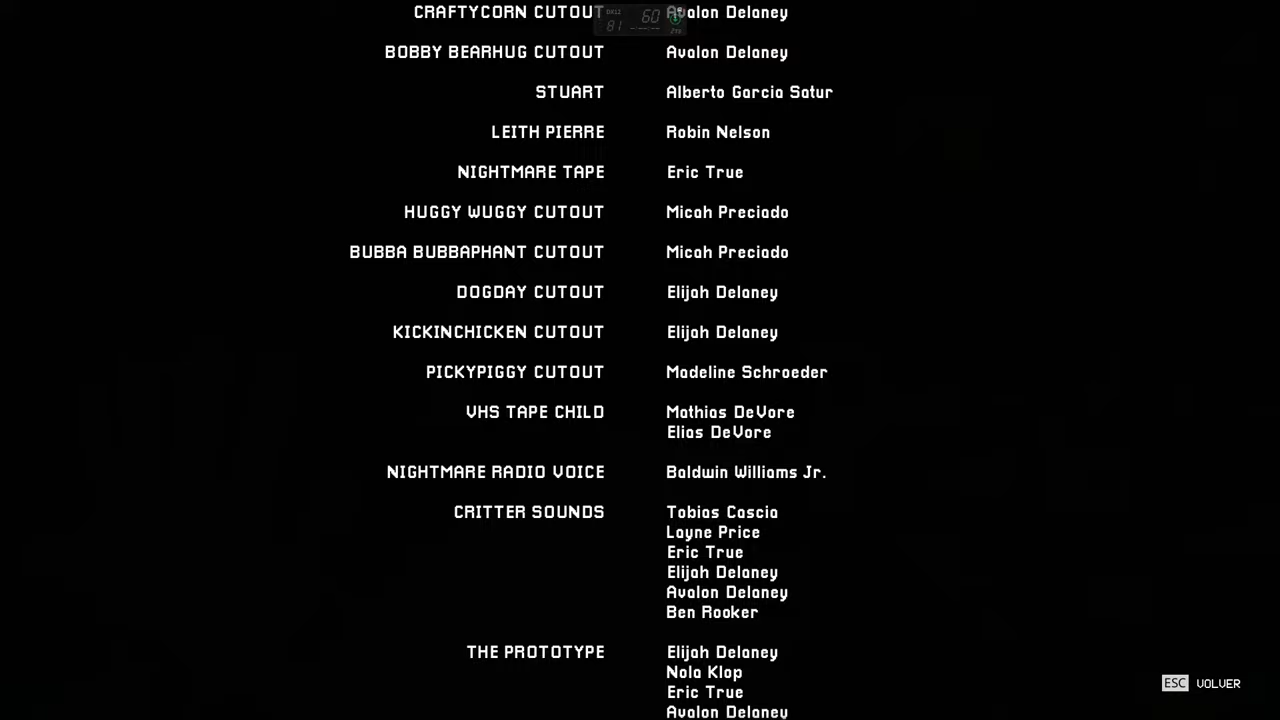 CRAFTYCORN CUTOUT Avalon Delaney
BOBBY BEARHUG CUTOUT Avalon Delaney
STUART Alberto Garcia Satur
LEITH PIERRE Robin Nelson
NIGHTMARE TAPE Eric True
HUGGY WUGGY CUTOUT Micah Preciado
BUBBA BUBBAPHANT CUTOUT Micah Preciado
DOGDAY CUTOUT Elijah Delaney
KICKINCHICKEN CUTOUT Elijah Delaney
PICKYPIGGY CUTOUT Madeline Schroeder
VHS TAPE CHILD Mathias DeVore
Elias DeVore
NIGHTMARE RADIO VOICE Baldwin Williams Jr.
CRITTER SOUNDS Tobias Cascia
Layne Price
Eric True
Elijah Delaney
Avalon Delaney
Ben Rooker
THE PROTOTYPE Elijah Delaney
Nola Klop
Eric True
Avalon Delaney
ESC VOLVER
60
81